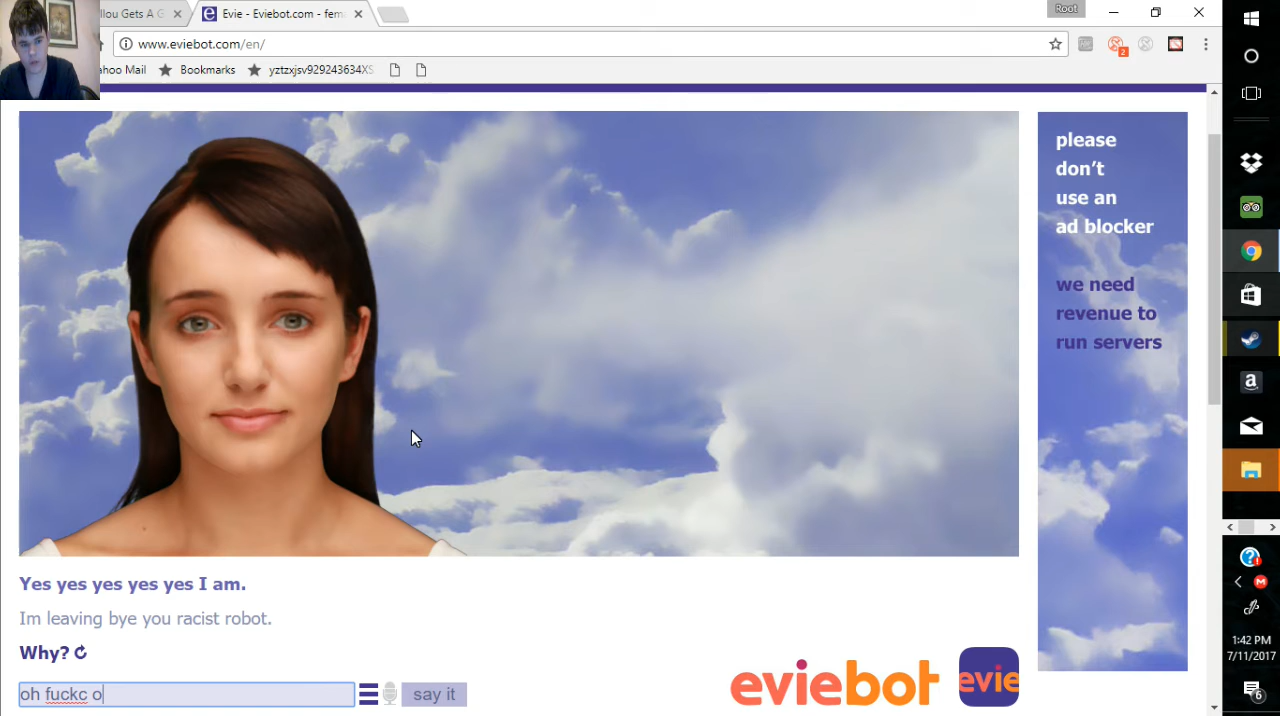 llou Gets A G
Evie - Eviebot.com - fem
Root
www.eviebot.com/en/
2
ahoo Mail
Bookmarks
yztzxjsv929243634XS
please
don't
use an
ad blocker
we need
revenue to
run servers
Yes yes yes yes yes I am.
Im leaving bye you racist robot.
Why?
oh fuckc o
say it
eviebot
evie
1:42 PM
7/11/2017
6